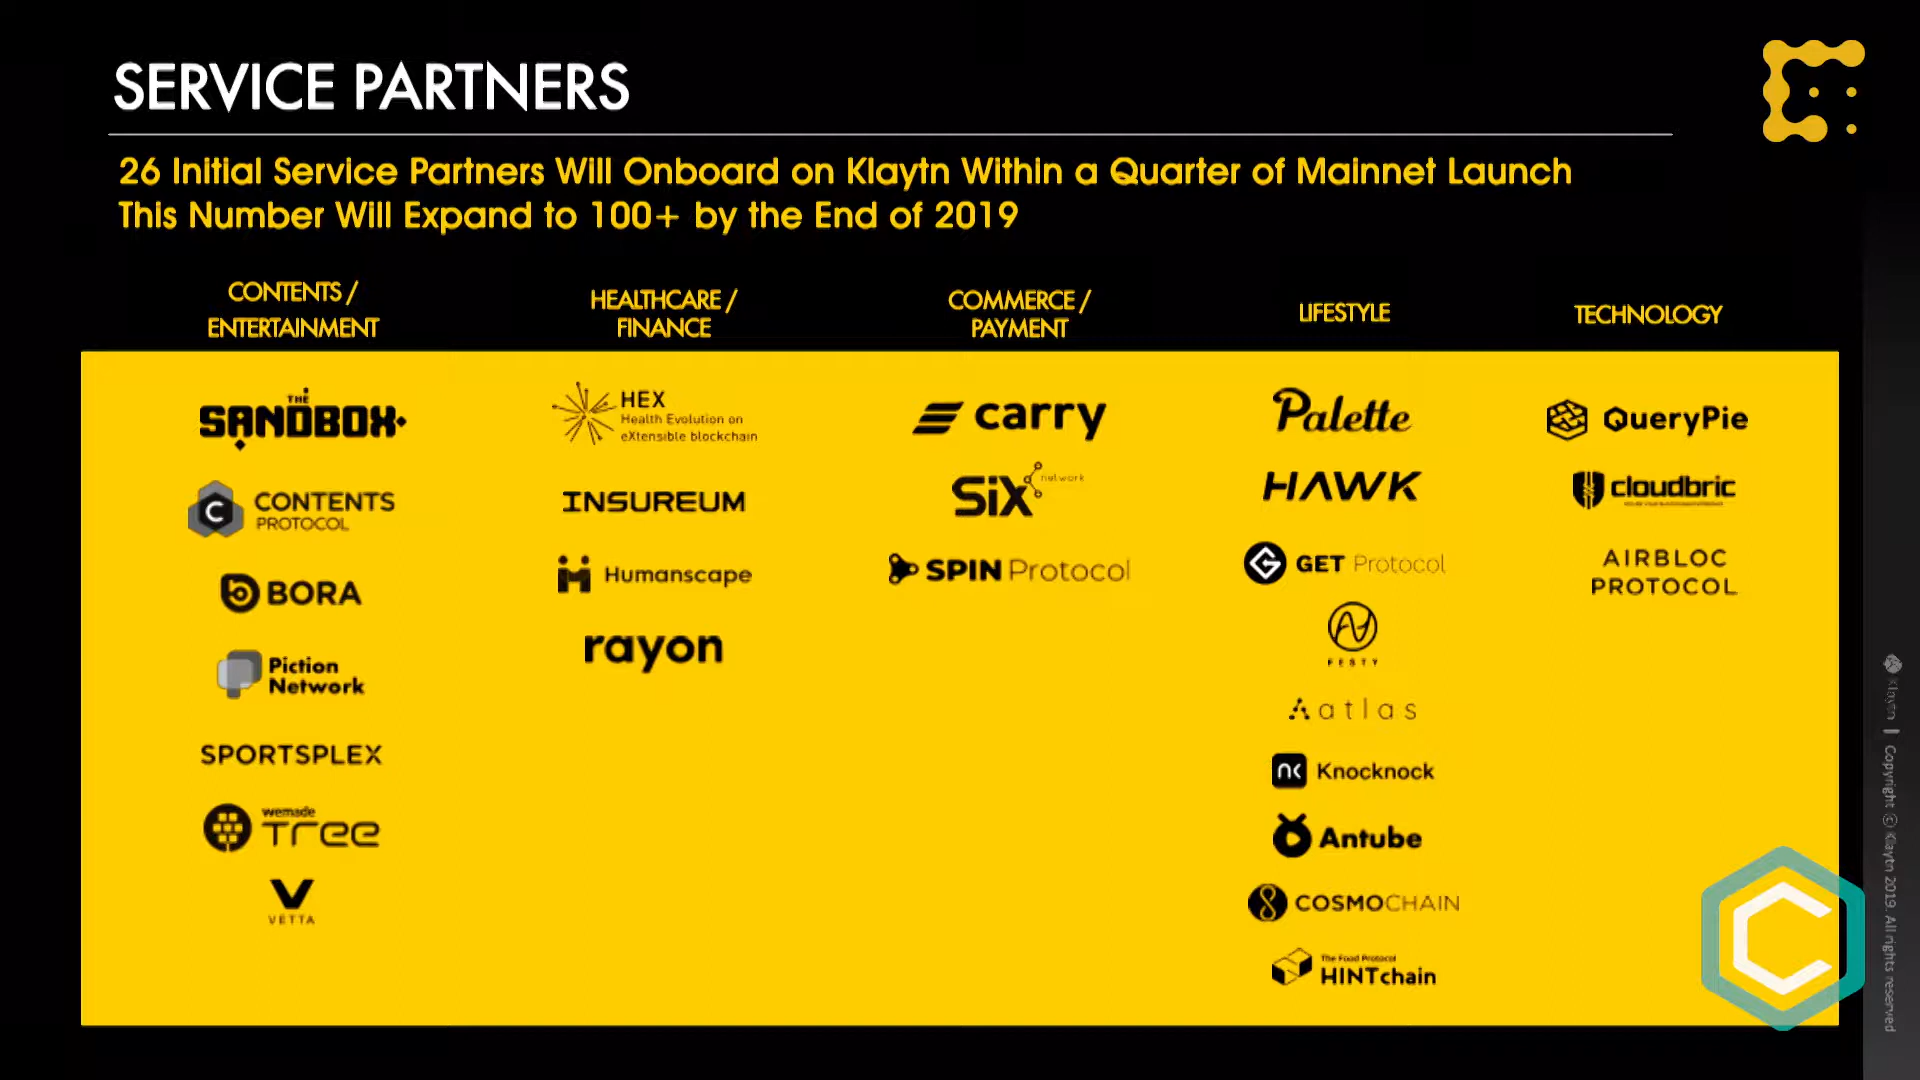 SERVICE PARTNERS
26 Initial Service Partners Will Onboard on Klaytn Within a Quarter of Mainnet Launch
This Number Will Expand to 100+ by the End of 2019
CONTENTS /
ENTERTAINMENT
THE
SANDBOX
CONTENTS
PROTOCOL
BORA
Piction
Network
SPORTSPLEX
wemade
Tree
VETTA
HEALTHCARE /
FINANCE
HEX
Health Evolution on
eXtensible blockchain
INSUREUM
Humanscape
rayon
COMMERCE /
PAYMENT
carry
SiX network
SPIN Protocol
LIFESTYLE
Palette
HAWK
GET Protocol
FESTY
atlas
Knocknock
Antube
COSMOCHAIN
The Food Protocol
HINTchain
TECHNOLOGY
QueryPie
cloudbric
AIRBLOC
PROTOCOL
Klaytn | Copyright © Klaytn 2019. All rights reserved